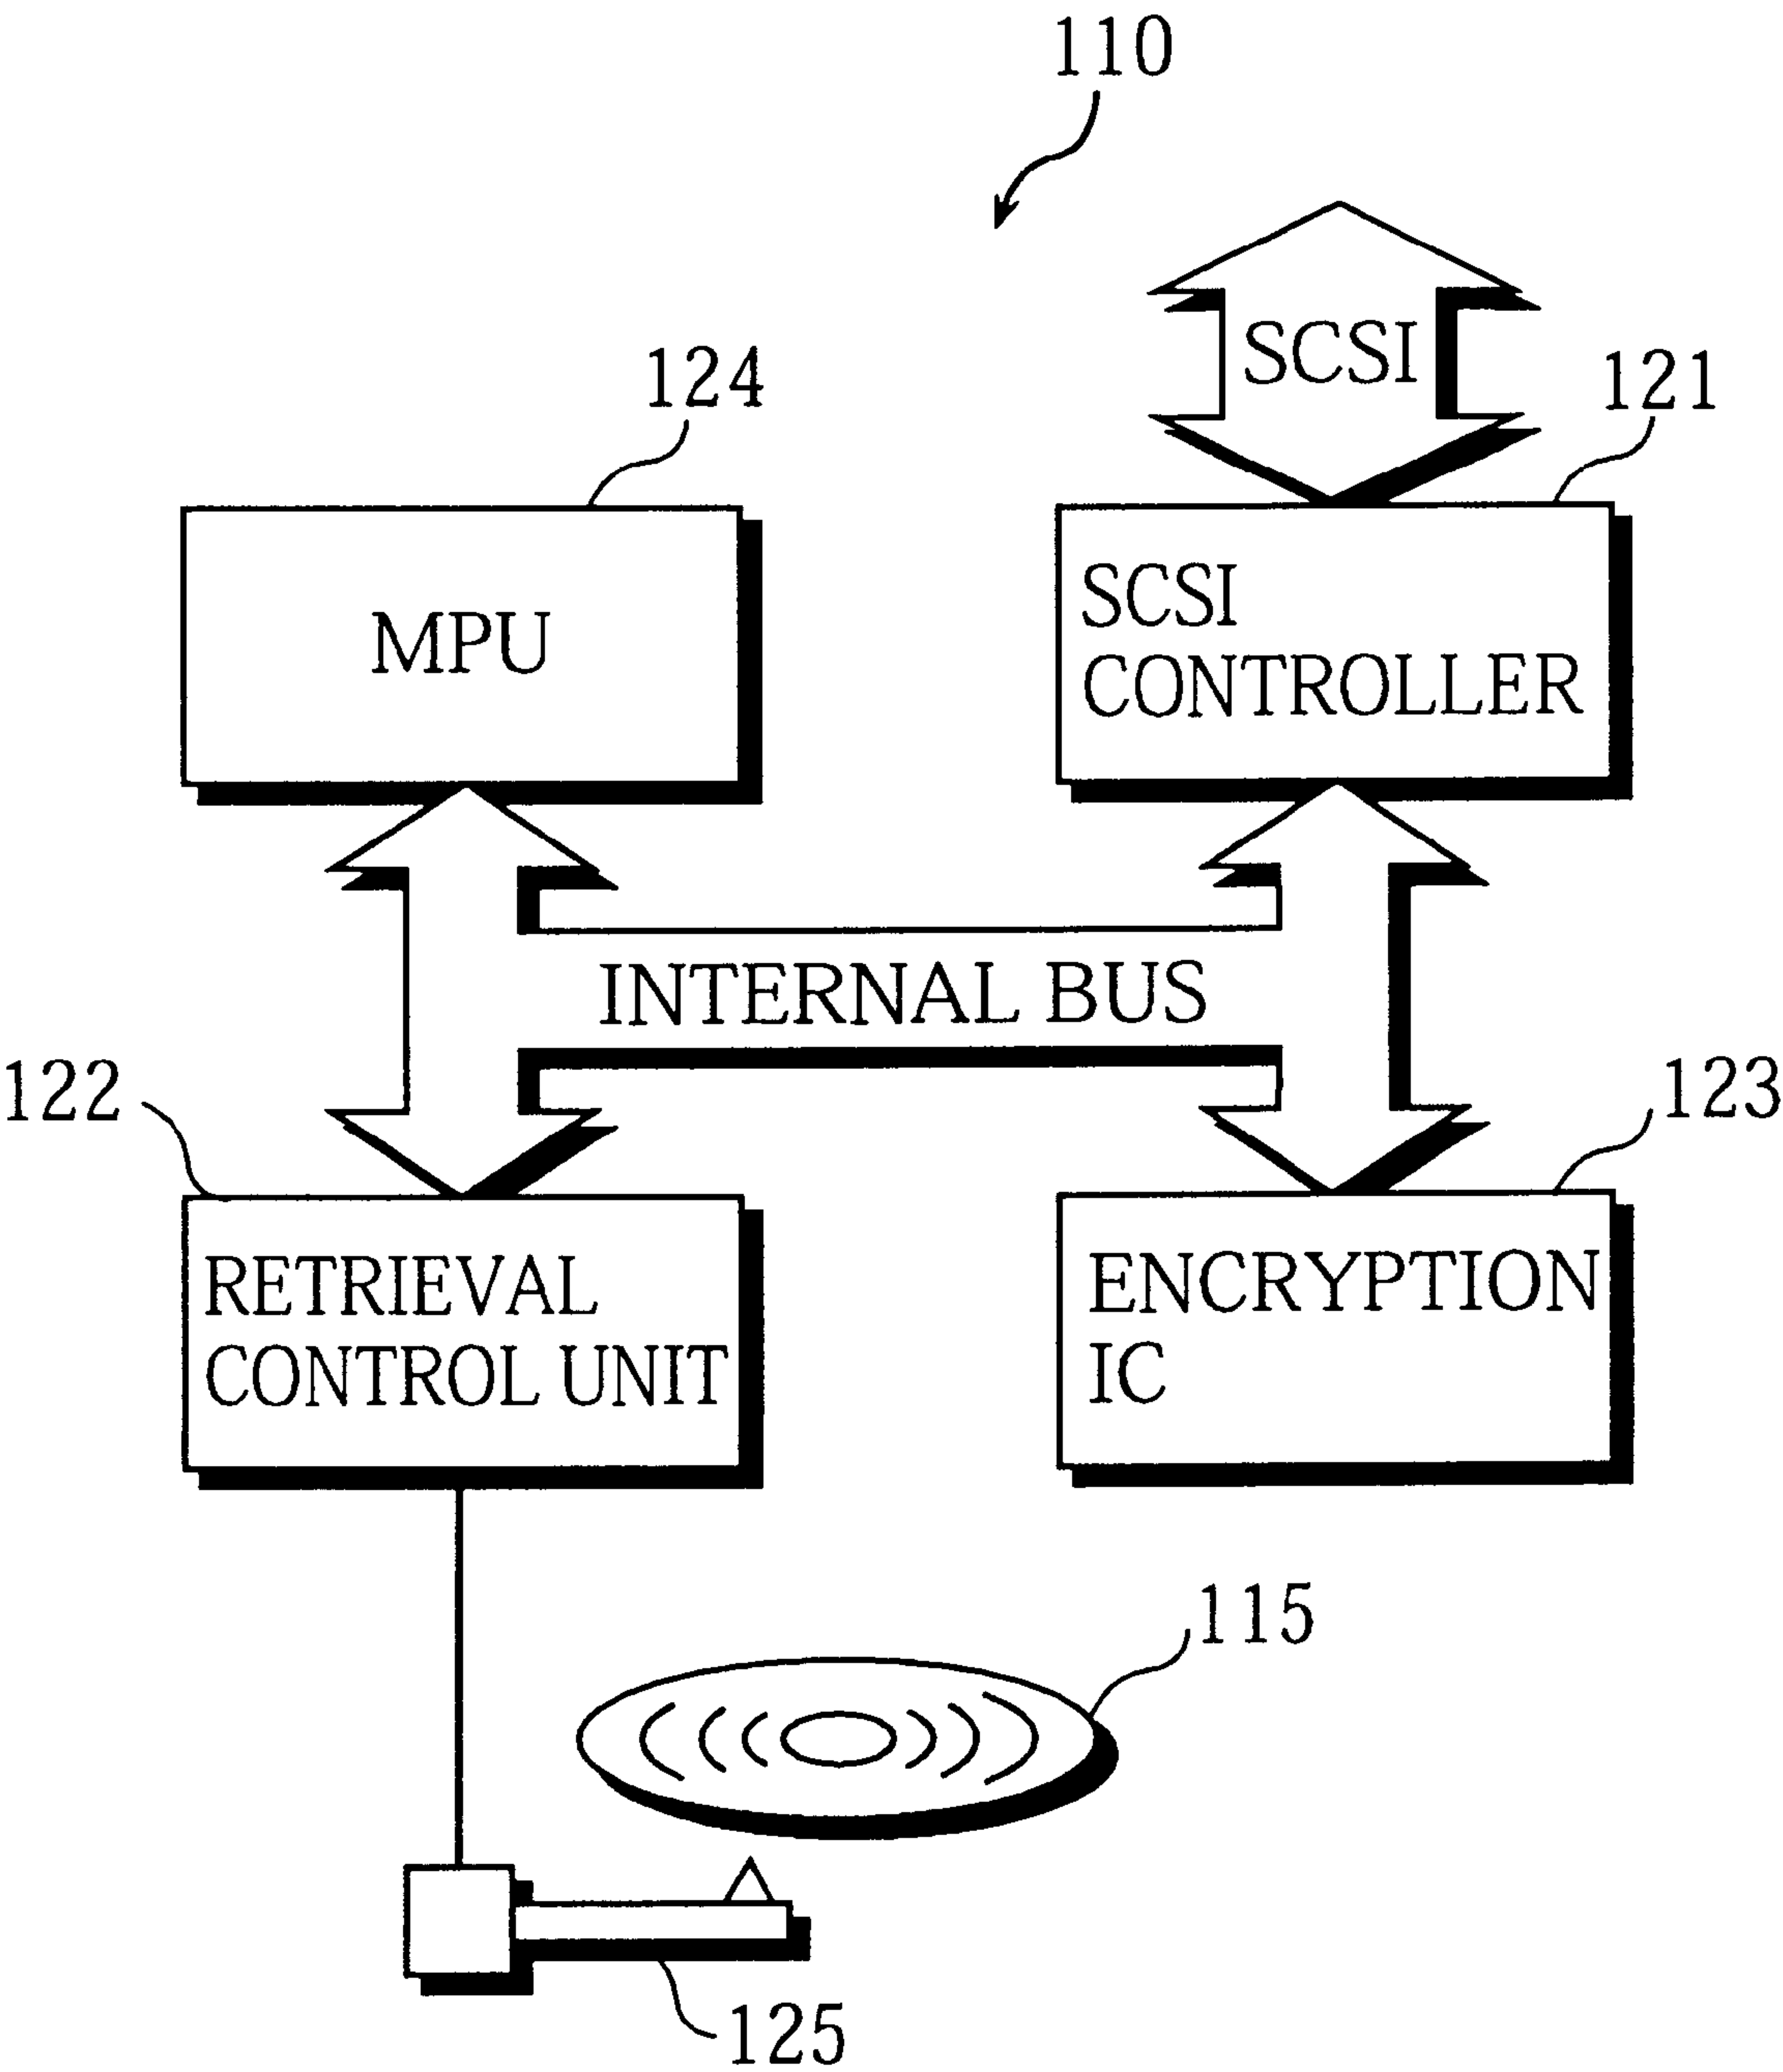 110
SCSI
124
121
MPU
SCSI
CONTROLLER
INTERNAL BUS
122
123
RETRIEVAL
CONTROL UNIT
ENCRYPTION
IC
115
125